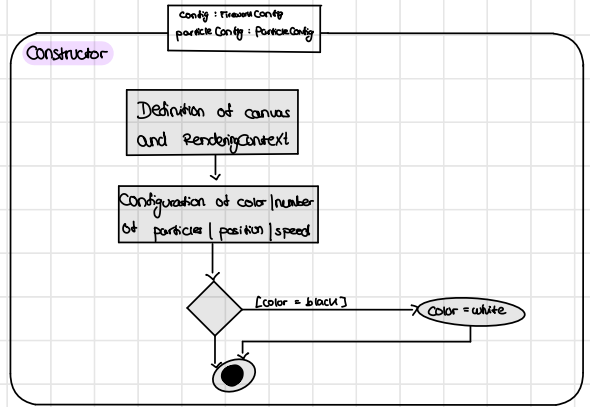 config : FireworkConfig
particleConfig : ParticleConfig
Constructor
Definition of canvas
and RenderingContext
Configuration of color | number
of particles | position | speed
[color = black]
color = white